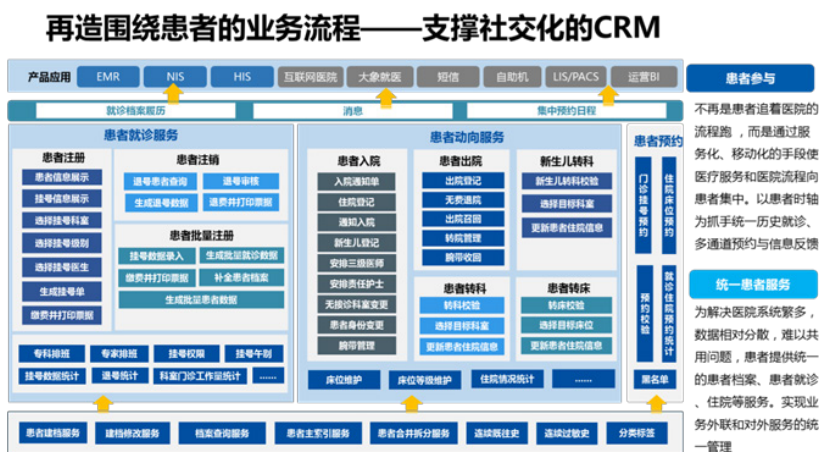 再造围绕患者的业务流程——支撑社交化的CRM
产品应用 EMR NIS HIS 互联网医院 大象就医 短信 自助机 LIS/PACS 运营BI
就诊档案履历 消息 集中预约日程
患者就诊服务
患者注册
患者信息展示
挂号信息展示
选择挂号科室
选择挂号级别
选择挂号医生
生成挂号单
缴费并打印票据
患者注销
退号患者查询 退号审核
生成退号数据 退费并打印票据
患者批量注册
挂号数据录入 生成批量就诊数据
缴费并打印票据 补全患者档案
生成批量患者数据
专科排班 专家排班 挂号权限 挂号午别
挂号数据统计 退号统计 科室门诊工作量统计 ……
患者动向服务
患者入院
入院通知单
住院登记
通知入院
新生儿登记
安排三级医师
安排责任护士
无接诊科室变更
患者身份变更
腕带管理
患者出院
出院登记
无费退院
出院召回
转院管理
腕带收回
新生儿转科
新生儿转科校验
选择目标科室
更新患者住院信息
患者转科
转科校验
选择目标科室
更新患者住院信息
患者转床
转床校验
选择目标床位
更新患者住院信息
床位维护 床位等级维护 住院情况统计 ……
患者预约
门诊挂号预约
住院床位预约
预约校验
就诊住院预约统计
黑名单
患者建档服务 建档修改服务 档案查询服务 患者主索引服务 患者合并拆分服务 连续既往史 连续过敏史 分类标签
患者参与
不再是患者追着医院的
流程跑，而是通过服
务化、移动化的手段使
医疗服务和医院流程向
患者集中。以患者时轴
为抓手统一历史就诊、
多通道预约与信息反馈
统一患者服务
为解决医院系统繁多，
数据相对分散，难以共
用问题，患者提供统一
的患者档案、患者就诊
、住院等服务。实现业
务外联和对外服务的统
一管理